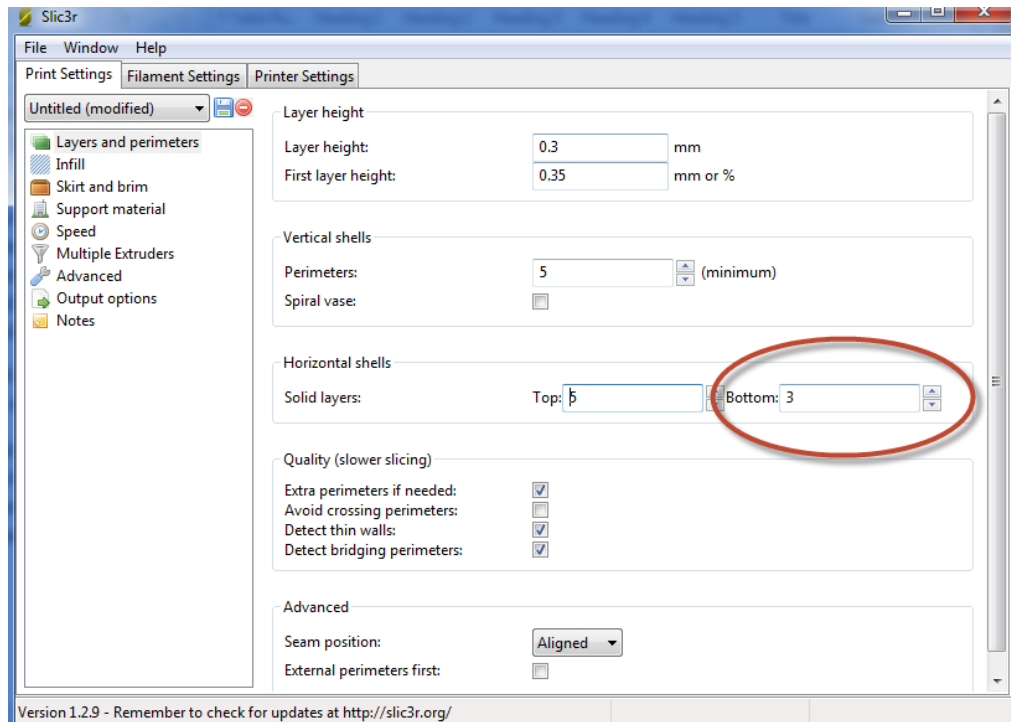 Slic3r
File Window Help
Print Settings Filament Settings Printer Settings
Untitled (modified)
Layers and perimeters
Infill
Skirt and brim
Support material
Speed
Multiple Extruders
Advanced
Output options
Notes
Layer height
Layer height: 0.3 mm
First layer height: 0.35 mm or %
Vertical shells
Perimeters: 5 (minimum)
Spiral vase:
Horizontal shells
Solid layers: Top: 5 Bottom: 3
Quality (slower slicing)
Extra perimeters if needed:
Avoid crossing perimeters:
Detect thin walls:
Detect bridging perimeters:
Advanced
Seam position: Aligned
External perimeters first:
Version 1.2.9 - Remember to check for updates at http://slic3r.org/